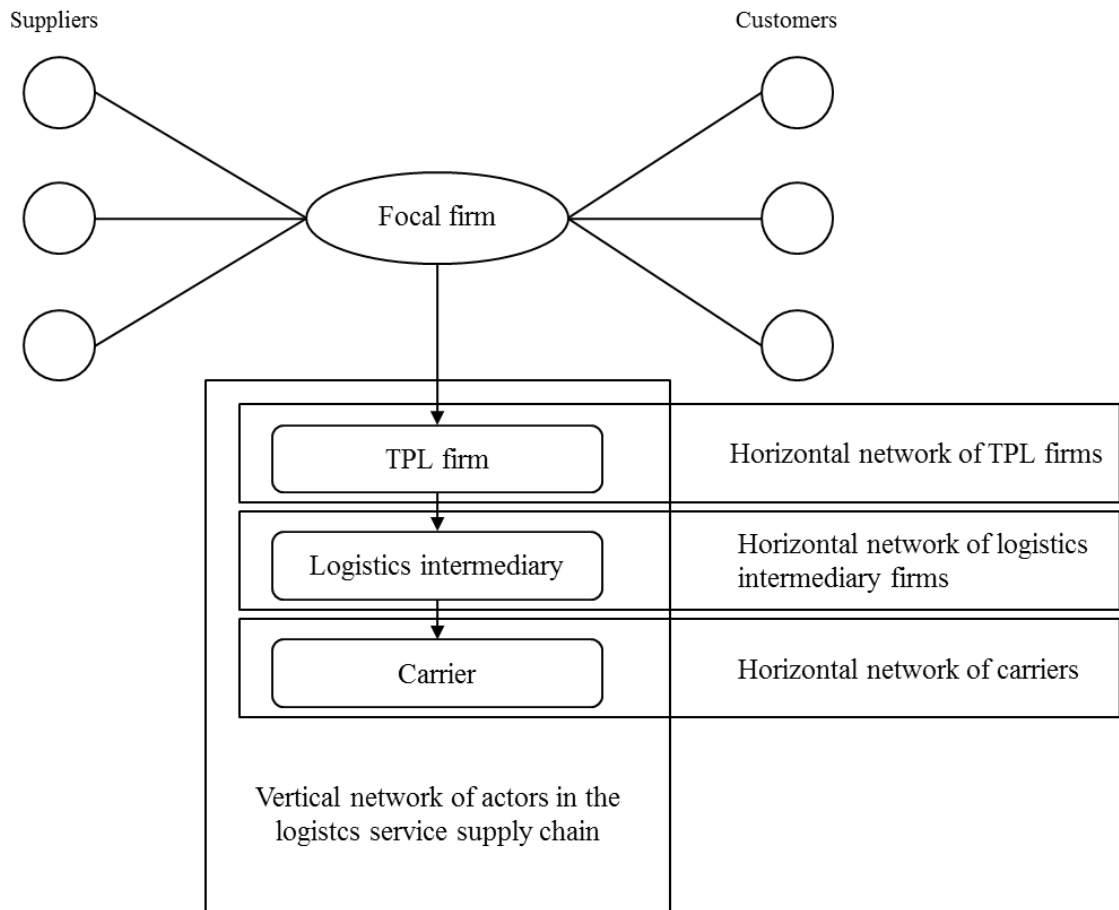 Suppliers
Customers
Focal firm
TPL firm
Horizontal network of TPL firms
Logistics intermediary
Horizontal network of logistics
intermediary firms
Carrier
Horizontal network of carriers
Vertical network of actors in the
logistcs service supply chain